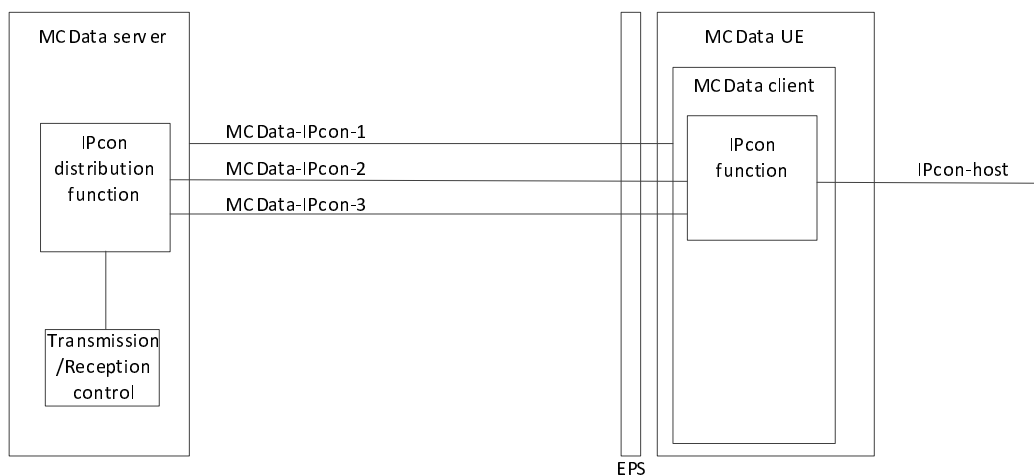 MCData server
MCData UE
MCData client
IPcon
distribution
function
MCData-IPcon-1
MCData-IPcon-2
MCData-IPcon-3
IPcon
function
IPcon-host
Transmission
/Reception
control
EPS